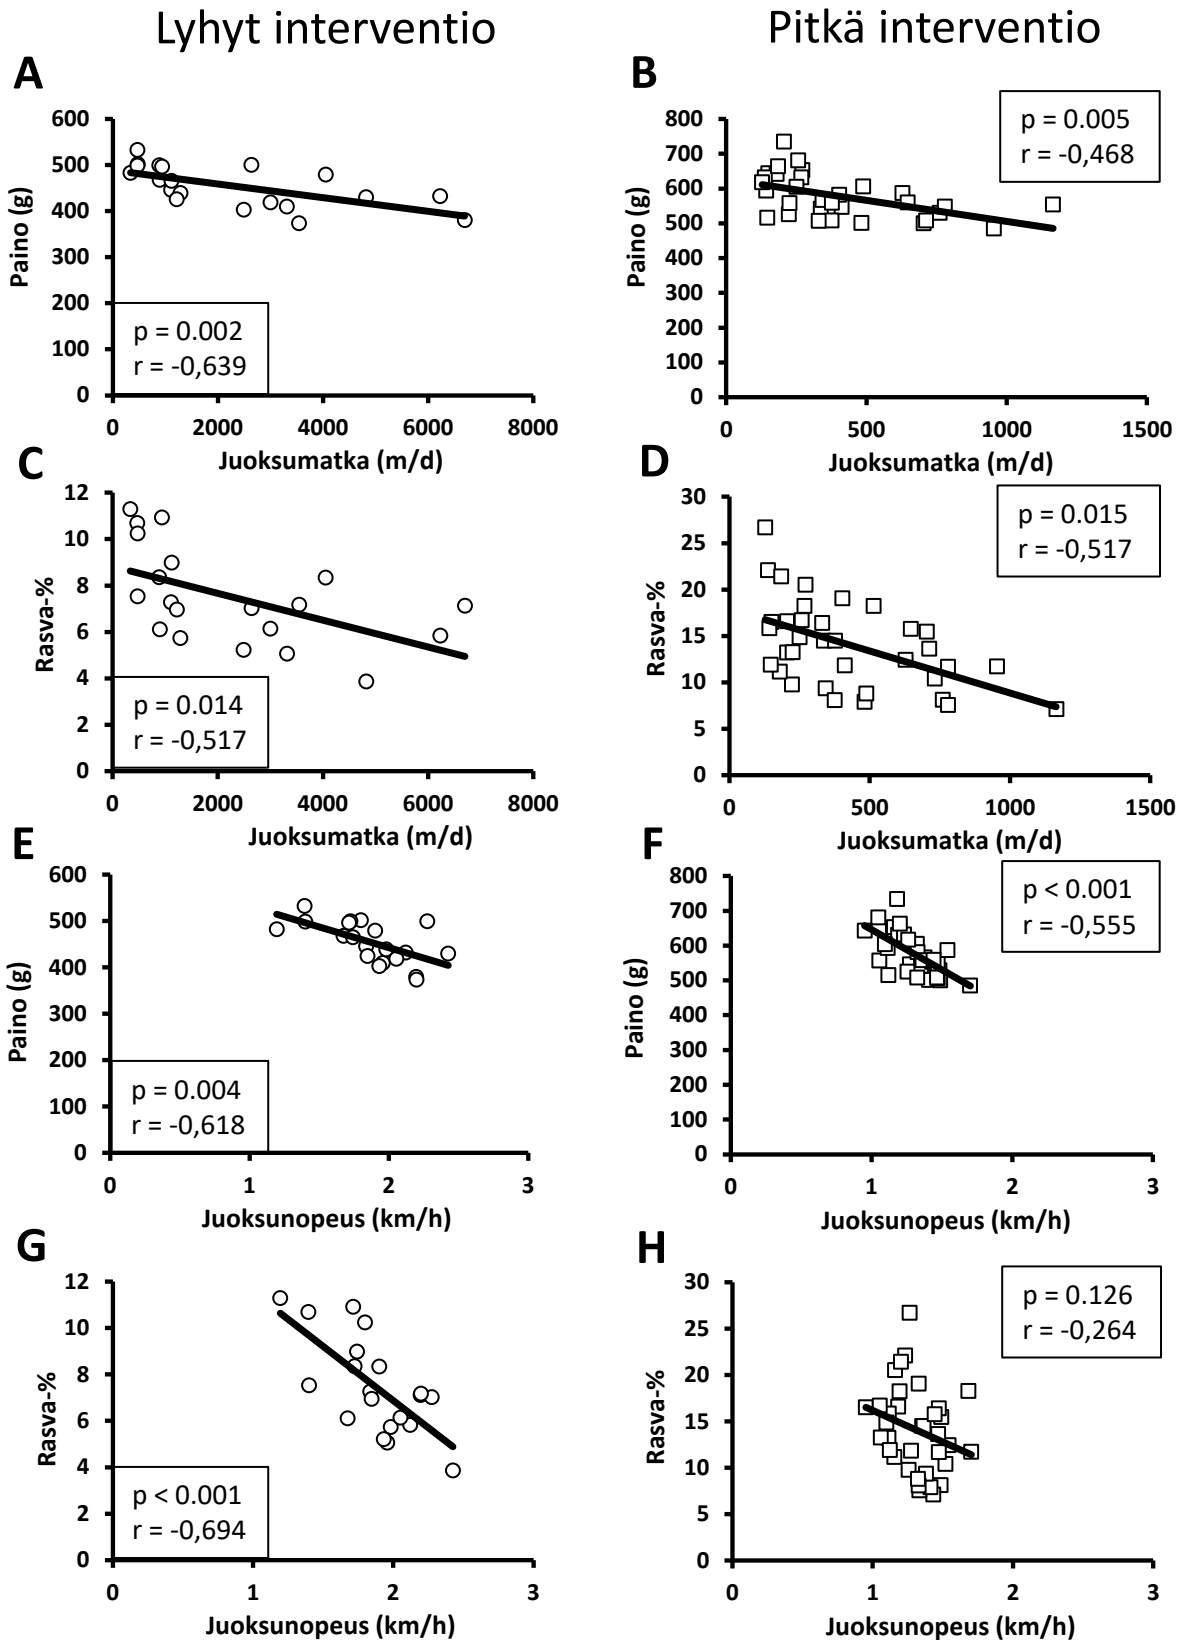 Lyhyt interventio
Pitkä interventio
A
600
500
400
300
200
100
0
Paino (g)
p = 0.002
r = -0,639
0 2000 4000 6000 8000
Juoksumatka (m/d)
B
800
700
600
500
400
300
200
100
0
Paino (g)
p = 0.005
r = -0,468
0 500 1000 1500
Juoksumatka (m/d)
C
12
10
8
6
4
2
0
Rasva-%
p = 0.014
r = -0,517
0 2000 4000 6000 8000
Juoksumatka (m/d)
D
30
25
20
15
10
5
0
Rasva-%
p = 0.015
r = -0,517
0 500 1000 1500
Juoksumatka (m/d)
E
600
500
400
300
200
100
0
Paino (g)
p = 0.004
r = -0,618
0 1 2 3
Juoksunopeus (km/h)
F
800
700
600
500
400
300
200
100
0
Paino (g)
p < 0.001
r = -0,555
0 1 2 3
Juoksunopeus (km/h)
G
12
10
8
6
4
2
0
Rasva-%
p < 0.001
r = -0,694
0 1 2 3
Juoksunopeus (km/h)
H
30
25
20
15
10
5
0
Rasva-%
p = 0.126
r = -0,264
0 1 2 3
Juoksunopeus (km/h)